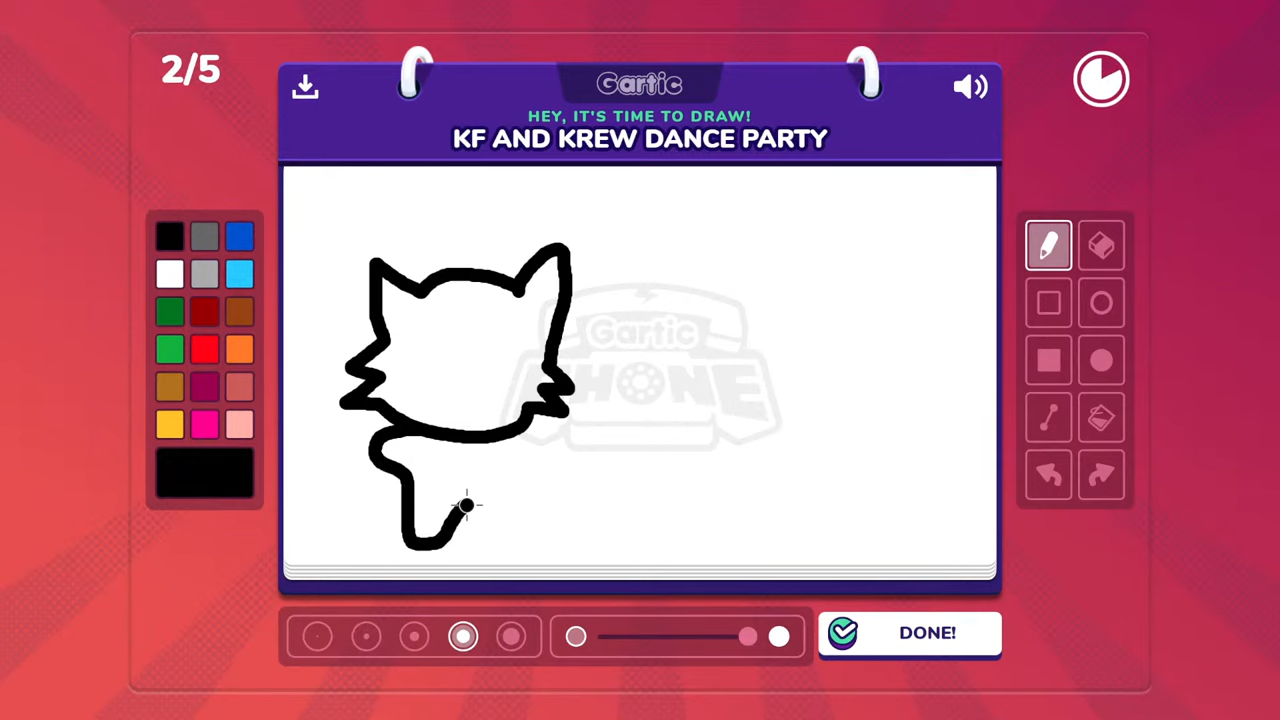 2/5
Gartic
HEY, IT'S TIME TO DRAW!
KF AND KREW DANCE PARTY
Gartic
PHONE
DONE!